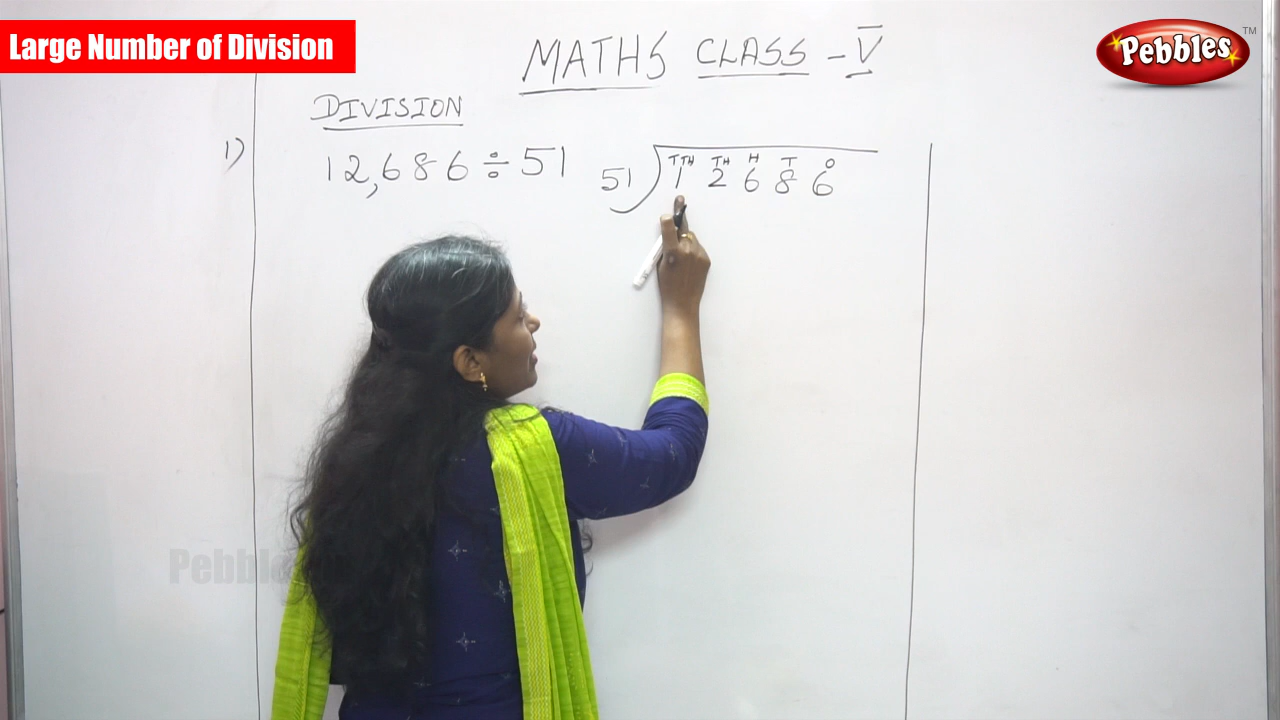 Large Number of Division
Pebbles™
MATHS CLASS - V
DIVISION
1) 12,686 ÷ 51
TTH TH H T O
51) 1 2 6 8 6
Pebbles